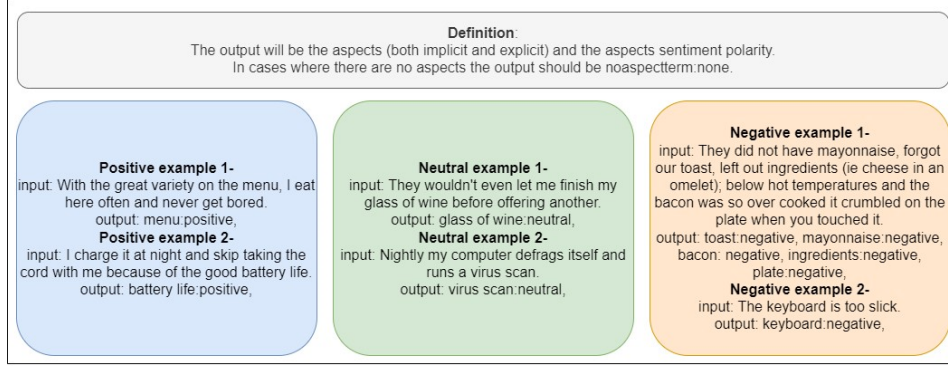 Definition:
The output will be the aspects (both implicit and explicit) and the aspects sentiment polarity.
In cases where there are no aspects the output should be noaspectterm:none.
Positive example 1-
input: With the great variety on the menu, I eat
here often and never get bored.
output: menu:positive,
Positive example 2-
input: I charge it at night and skip taking the
cord with me because of the good battery life.
output: battery life:positive,
Neutral example 1-
input: They wouldn't even let me finish my
glass of wine before offering another.
output: glass of wine:neutral,
Neutral example 2-
input: Nightly my computer defrags itself and
runs a virus scan.
output: virus scan:neutral,
Negative example 1-
input: They did not have mayonnaise, forgot
our toast, left out ingredients (ie cheese in an
omelet); below hot temperatures and the
bacon was so over cooked it crumbled on the
plate when you touched it.
output: toast:negative, mayonnaise:negative,
bacon: negative, ingredients:negative,
plate:negative,
Negative example 2-
input: The keyboard is too slick.
output: keyboard:negative,